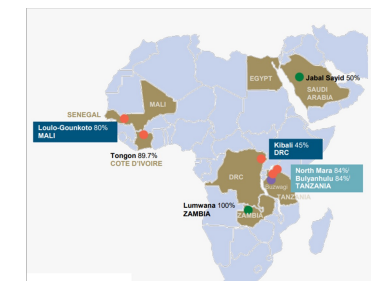 EGYPT
Jabal Sayid 50%
SAUDI
ARABIA
MALI
SENEGAL
Loulo-Gounkoto 80%
MALI
Tongon 89.7%
COTE D'IVOIRE
Kibali 45%
DRC
DRC
North Mara 84%/
Bulyanhulu 84%/
TANZANIA
TANZANIA
Lumwana 100%
ZAMBIA
ZAMBIA